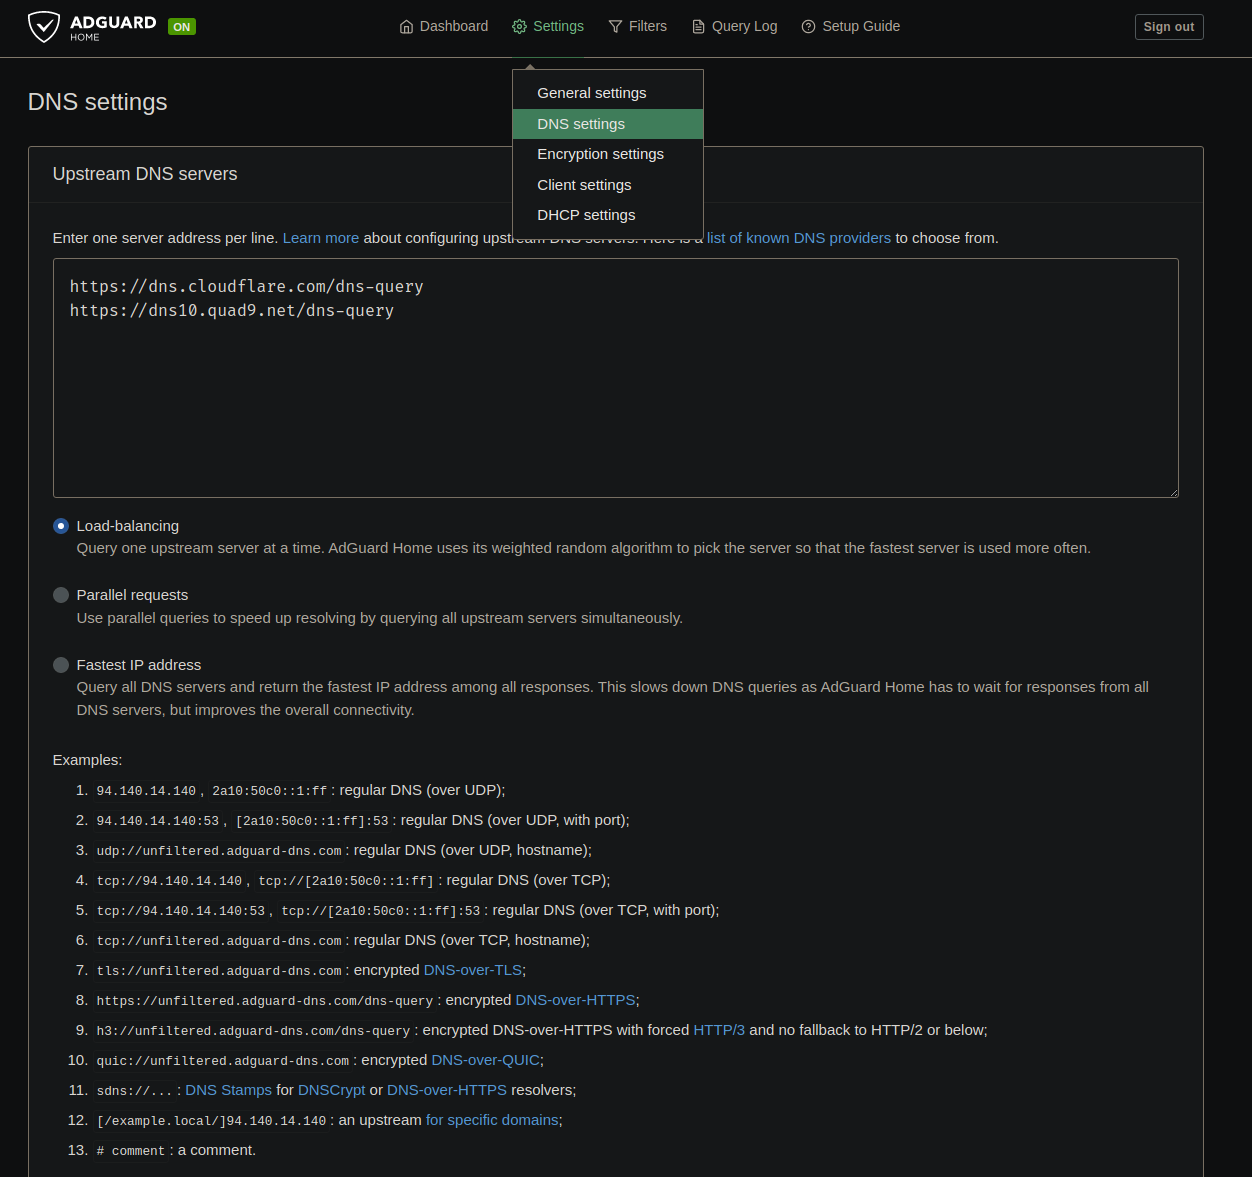 ADGUARD
HOME
ON
Dashboard
Settings
Filters
Query Log
Setup Guide
Sign out
General settings
DNS settings
Encryption settings
Client settings
DHCP settings
DNS settings
Upstream DNS servers
Enter one server address per line. Learn more about configuring upstream DNS servers. Here is a list of known DNS providers to choose from.
https://dns.cloudflare.com/dns-query
https://dns10.quad9.net/dns-query
Load-balancing
Query one upstream server at a time. AdGuard Home uses its weighted random algorithm to pick the server so that the fastest server is used more often.
Parallel requests
Use parallel queries to speed up resolving by querying all upstream servers simultaneously.
Fastest IP address
Query all DNS servers and return the fastest IP address among all responses. This slows down DNS queries as AdGuard Home has to wait for responses from all
DNS servers, but improves the overall connectivity.
Examples:
1. 94.140.14.140, 2a10:50c0::1:ff: regular DNS (over UDP);
2. 94.140.14.140:53, [2a10:50c0::1:ff]:53: regular DNS (over UDP, with port);
3. udp://unfiltered.adguard-dns.com: regular DNS (over UDP, hostname);
4. tcp://94.140.14.140, tcp://[2a10:50c0::1:ff]: regular DNS (over TCP);
5. tcp://94.140.14.140:53, tcp://[2a10:50c0::1:ff]:53: regular DNS (over TCP, with port);
6. tcp://unfiltered.adguard-dns.com: regular DNS (over TCP, hostname);
7. tls://unfiltered.adguard-dns.com: encrypted DNS-over-TLS;
8. https://unfiltered.adguard-dns.com/dns-query: encrypted DNS-over-HTTPS;
9. h3://unfiltered.adguard-dns.com/dns-query: encrypted DNS-over-HTTPS with forced HTTP/3 and no fallback to HTTP/2 or below;
10. quic://unfiltered.adguard-dns.com: encrypted DNS-over-QUIC;
11. sdns://...: DNS Stamps for DNSCrypt or DNS-over-HTTPS resolvers;
12. [/example.local/]94.140.14.140: an upstream for specific domains;
13. # comment: a comment.